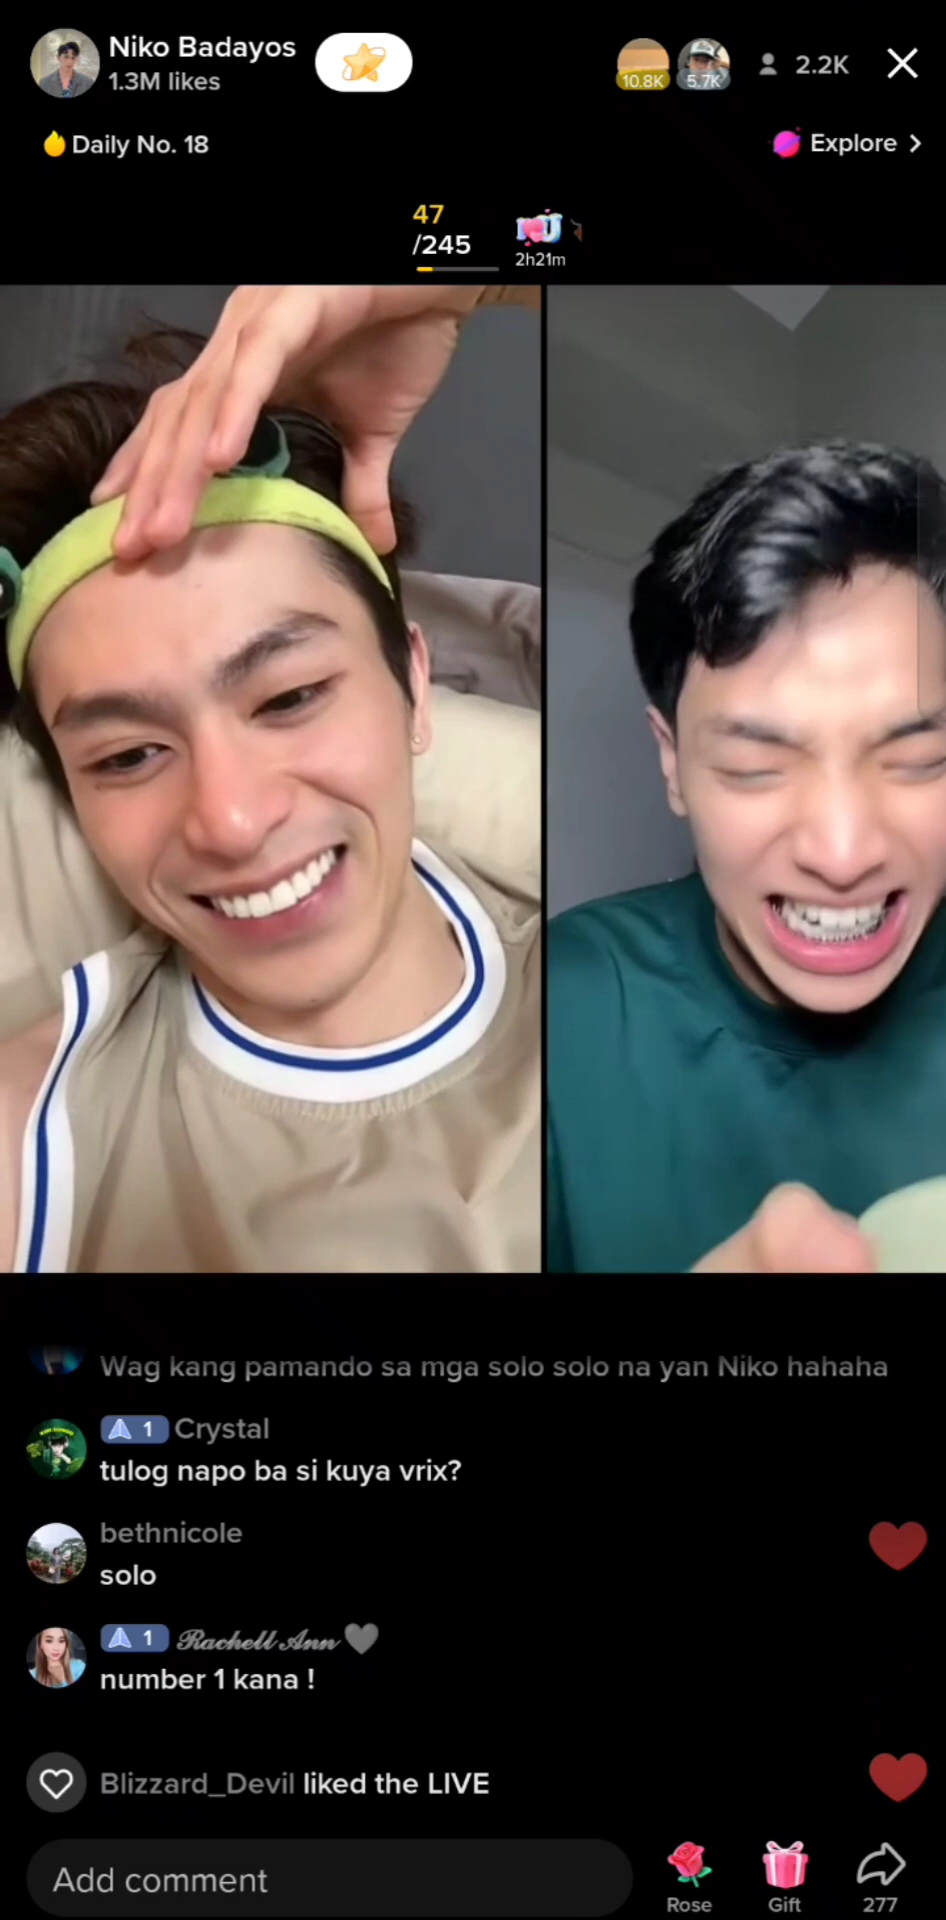 Niko Badayos
1.3M likes
10.8K
5.7K
2.2K
Daily No. 18
Explore
47
/245
2h21m
Wag kang pamando sa mga solo solo na yan Niko hahaha
1 Crystal
tulog napo ba si kuya vrix?
bethnicole
solo
1 𝓡𝓪𝓬𝓱𝓮𝓵𝓵 𝓐𝓷𝓷
number 1 kana !
Blizzard_Devil liked the LIVE
Add comment
Rose
Gift
277